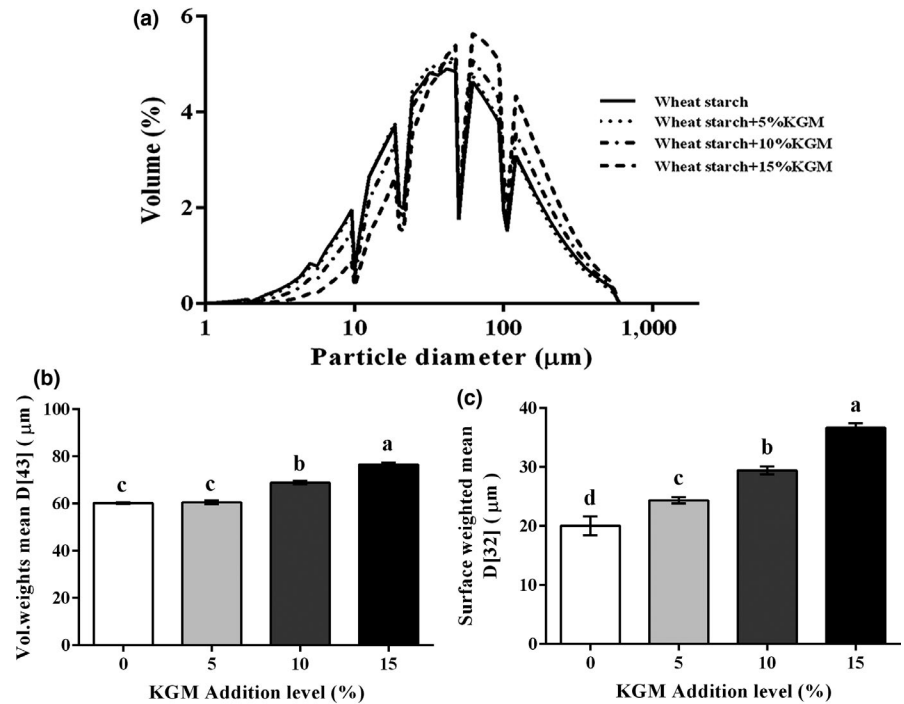 (a)
6
4
2
0
Volume (%)
1
10
100
1,000
Particle diameter (μm)
Wheat starch
Wheat starch+5%KGM
Wheat starch+10%KGM
Wheat starch+15%KGM
(b)
100
80
60
40
20
0
Vol.weights mean D[43] ( μm )
c
c
b
a
0
5
10
15
KGM Addition level (%)
(c)
40
30
20
10
0
Surface weighted mean
D[32] ( μm )
d
c
b
a
0
5
10
15
KGM Addition level (%)